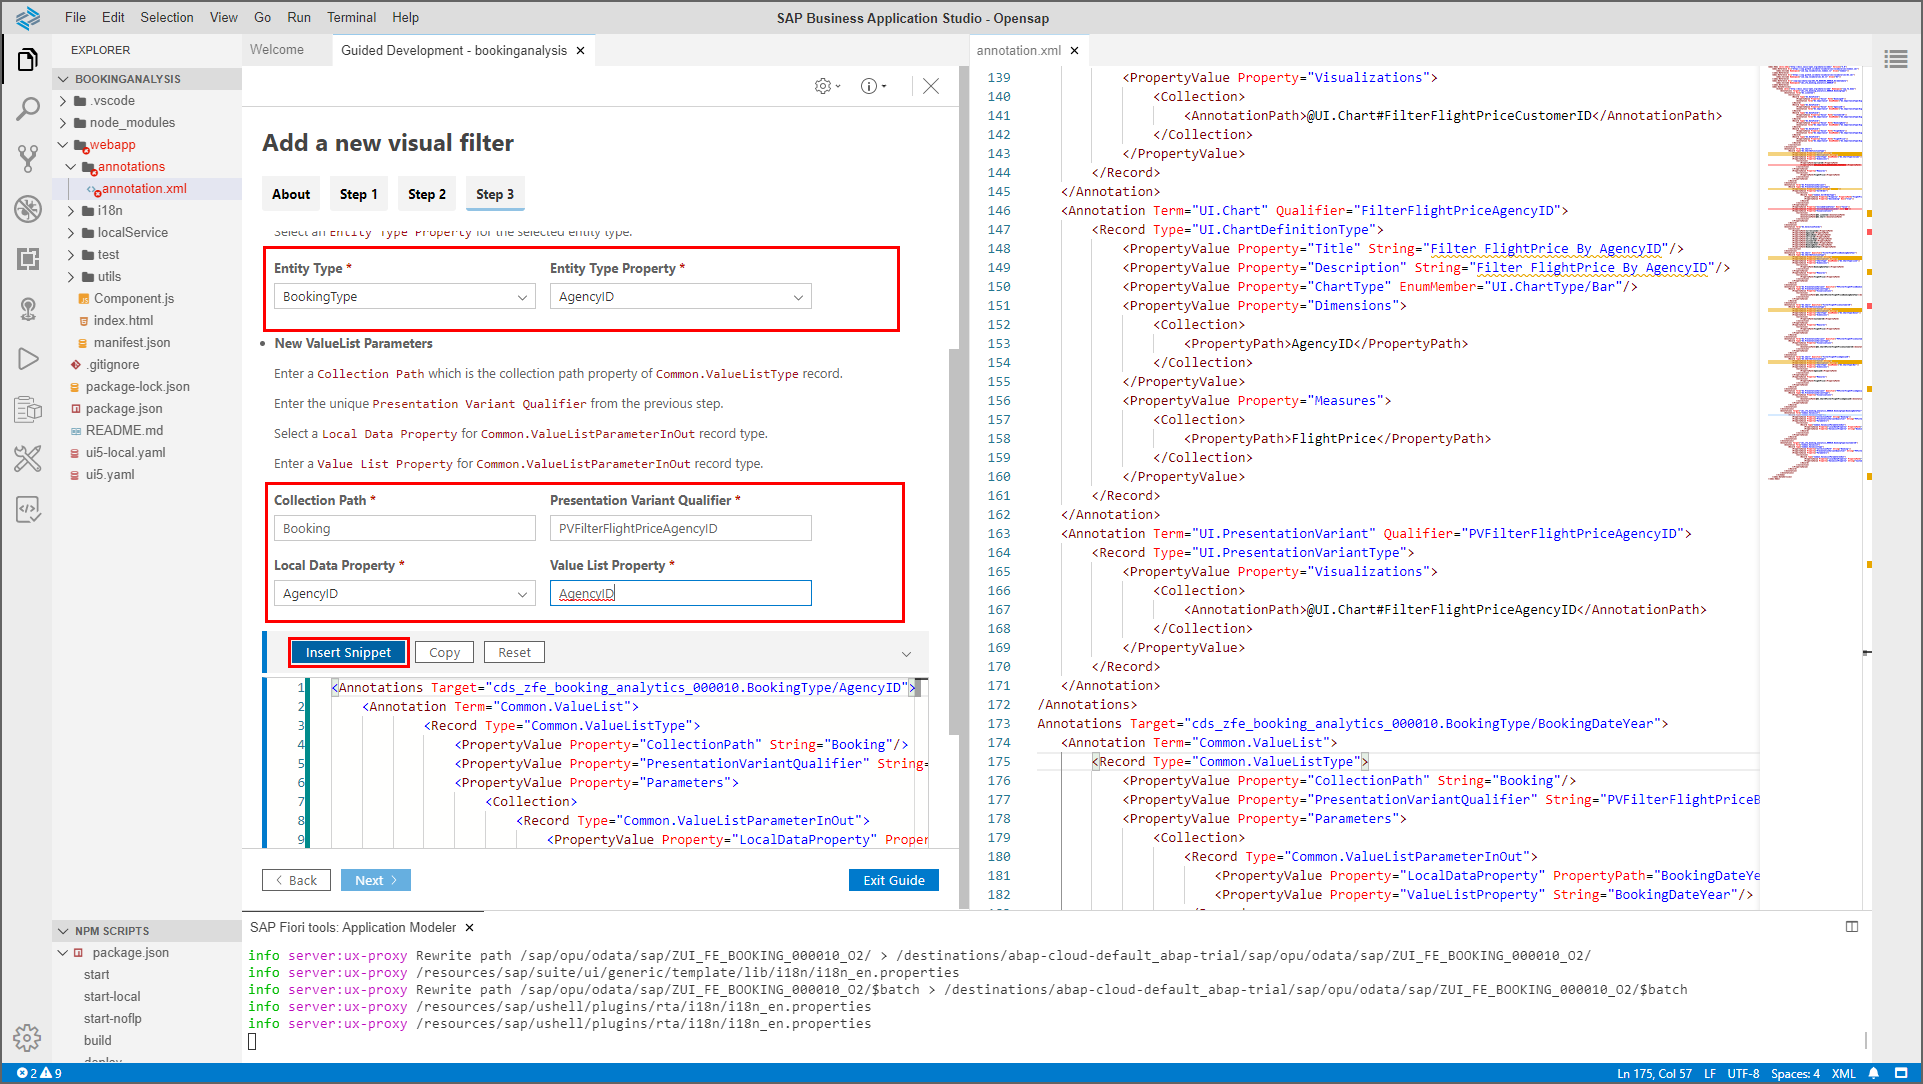 File Edit Selection View Go Run Terminal Help
SAP Business Application Studio - Opensap
EXPLORER
BOOKINGANALYSIS
.vscode
node_modules
webapp
annotations
annotation.xml
i18n
localService
test
utils
Component.js
index.html
manifest.json
.gitignore
package-lock.json
package.json
README.md
ui5-local.yaml
ui5.yaml
NPM SCRIPTS
package.json
start
start-local
start-noflp
build
deploy
Welcome
Guided Development - bookinganalysis
Add a new visual filter
About Step 1 Step 2 Step 3
Select an Entity Type Property for the selected entity type.
Entity Type * Entity Type Property *
BookingType AgencyID
New ValueList Parameters
Enter a Collection Path which is the collection path property of Common.ValueListType record.
Enter the unique Presentation Variant Qualifier from the previous step.
Select a Local Data Property for Common.ValueListParameterInOut record type.
Enter a Value List Property for Common.ValueListParameterInOut record type.
Collection Path * Presentation Variant Qualifier *
Booking PVFilterFlightPriceAgencyID
Local Data Property * Value List Property *
AgencyID AgencyID
Insert Snippet Copy Reset
1 <Annotations Target="cds_zfe_booking_analytics_000010.BookingType/AgencyID">
2 <Annotation Term="Common.ValueList">
3 <Record Type="Common.ValueListType">
4 <PropertyValue Property="CollectionPath" String="Booking"/>
5 <PropertyValue Property="PresentationVariantQualifier" String=
6 <PropertyValue Property="Parameters">
7 <Collection>
8 <Record Type="Common.ValueListParameterInOut">
9 <PropertyValue Property="LocalDataProperty" Proper
Back Next Exit Guide
annotation.xml
139 <PropertyValue Property="Visualizations">
140 <Collection>
141 <AnnotationPath>@UI.Chart#FilterFlightPriceCustomerID</AnnotationPath>
142 </Collection>
143 </PropertyValue>
144 </Record>
145 </Annotation>
146 <Annotation Term="UI.Chart" Qualifier="FilterFlightPriceAgencyID">
147 <Record Type="UI.ChartDefinitionType">
148 <PropertyValue Property="Title" String="Filter FlightPrice By AgencyID"/>
149 <PropertyValue Property="Description" String="Filter FlightPrice By AgencyID"/>
150 <PropertyValue Property="ChartType" EnumMember="UI.ChartType/Bar"/>
151 <PropertyValue Property="Dimensions">
152 <Collection>
153 <PropertyPath>AgencyID</PropertyPath>
154 </Collection>
155 </PropertyValue>
156 <PropertyValue Property="Measures">
157 <Collection>
158 <PropertyPath>FlightPrice</PropertyPath>
159 </Collection>
160 </PropertyValue>
161 </Record>
162 </Annotation>
163 <Annotation Term="UI.PresentationVariant" Qualifier="PVFilterFlightPriceAgencyID">
164 <Record Type="UI.PresentationVariantType">
165 <PropertyValue Property="Visualizations">
166 <Collection>
167 <AnnotationPath>@UI.Chart#FilterFlightPriceAgencyID</AnnotationPath>
168 </Collection>
169 </PropertyValue>
170 </Record>
171 </Annotation>
172 /Annotations>
173 Annotations Target="cds_zfe_booking_analytics_000010.BookingType/BookingDateYear">
174 <Annotation Term="Common.ValueList">
175 <Record Type="Common.ValueListType">
176 <PropertyValue Property="CollectionPath" String="Booking"/>
177 <PropertyValue Property="PresentationVariantQualifier" String="PVFilterFlightPriceB
178 <PropertyValue Property="Parameters">
179 <Collection>
180 <Record Type="Common.ValueListParameterInOut">
181 <PropertyValue Property="LocalDataProperty" PropertyPath="BookingDateYe
182 <PropertyValue Property="ValueListProperty" String="BookingDateYear"/>
SAP Fiori tools: Application Modeler
info server:ux-proxy Rewrite path /sap/opu/odata/sap/ZUI_FE_BOOKING_000010_O2/ > /destinations/abap-cloud-default_abap-trial/sap/opu/odata/sap/ZUI_FE_BOOKING_000010_O2/
info server:ux-proxy /resources/sap/suite/ui/generic/template/lib/i18n/i18n_en.properties
info server:ux-proxy Rewrite path /sap/opu/odata/sap/ZUI_FE_BOOKING_000010_O2/$batch > /destinations/abap-cloud-default_abap-trial/sap/opu/odata/sap/ZUI_FE_BOOKING_000010_O2/$batch
info server:ux-proxy /resources/sap/ushell/plugins/rta/i18n/i18n_en.properties
info server:ux-proxy /resources/sap/ushell/plugins/rta/i18n/i18n_en.properties
2 9
Ln 175, Col 57 LF UTF-8 Spaces: 4 XML